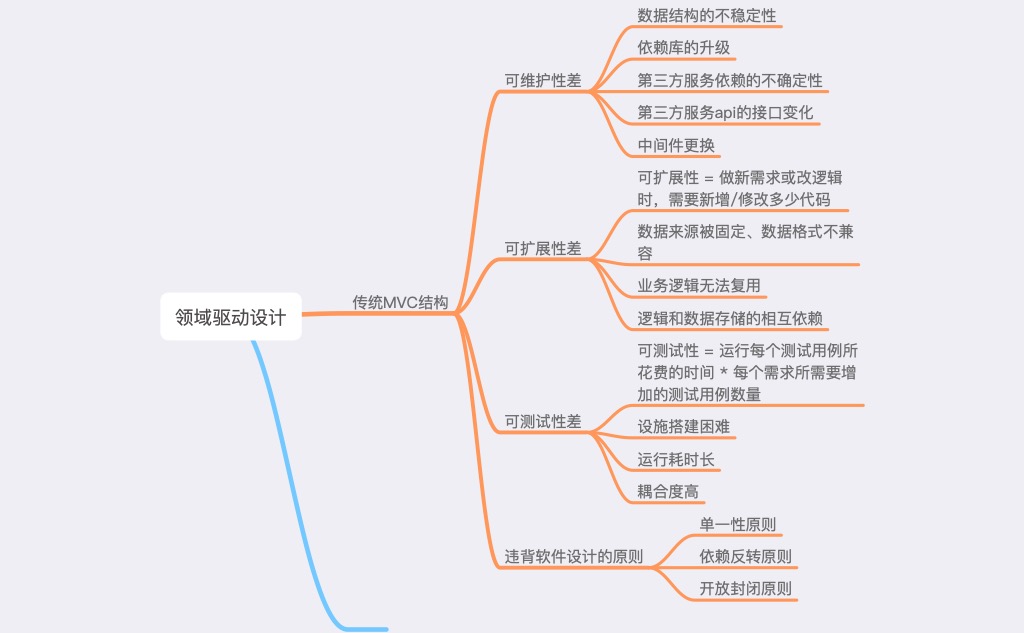 领域驱动设计
传统MVC结构
可维护性差
数据结构的不稳定性
依赖库的升级
第三方服务依赖的不确定性
第三方服务api的接口变化
中间件更换
可扩展性差
可扩展性 = 做新需求或改逻辑
时，需要新增/修改多少代码
数据来源被固定、数据格式不兼
容
业务逻辑无法复用
逻辑和数据存储的相互依赖
可测试性差
可测试性 = 运行每个测试用例所
花费的时间 * 每个需求所需要增
加的测试用例数量
设施搭建困难
运行耗时长
耦合度高
违背软件设计的原则
单一性原则
依赖反转原则
开放封闭原则